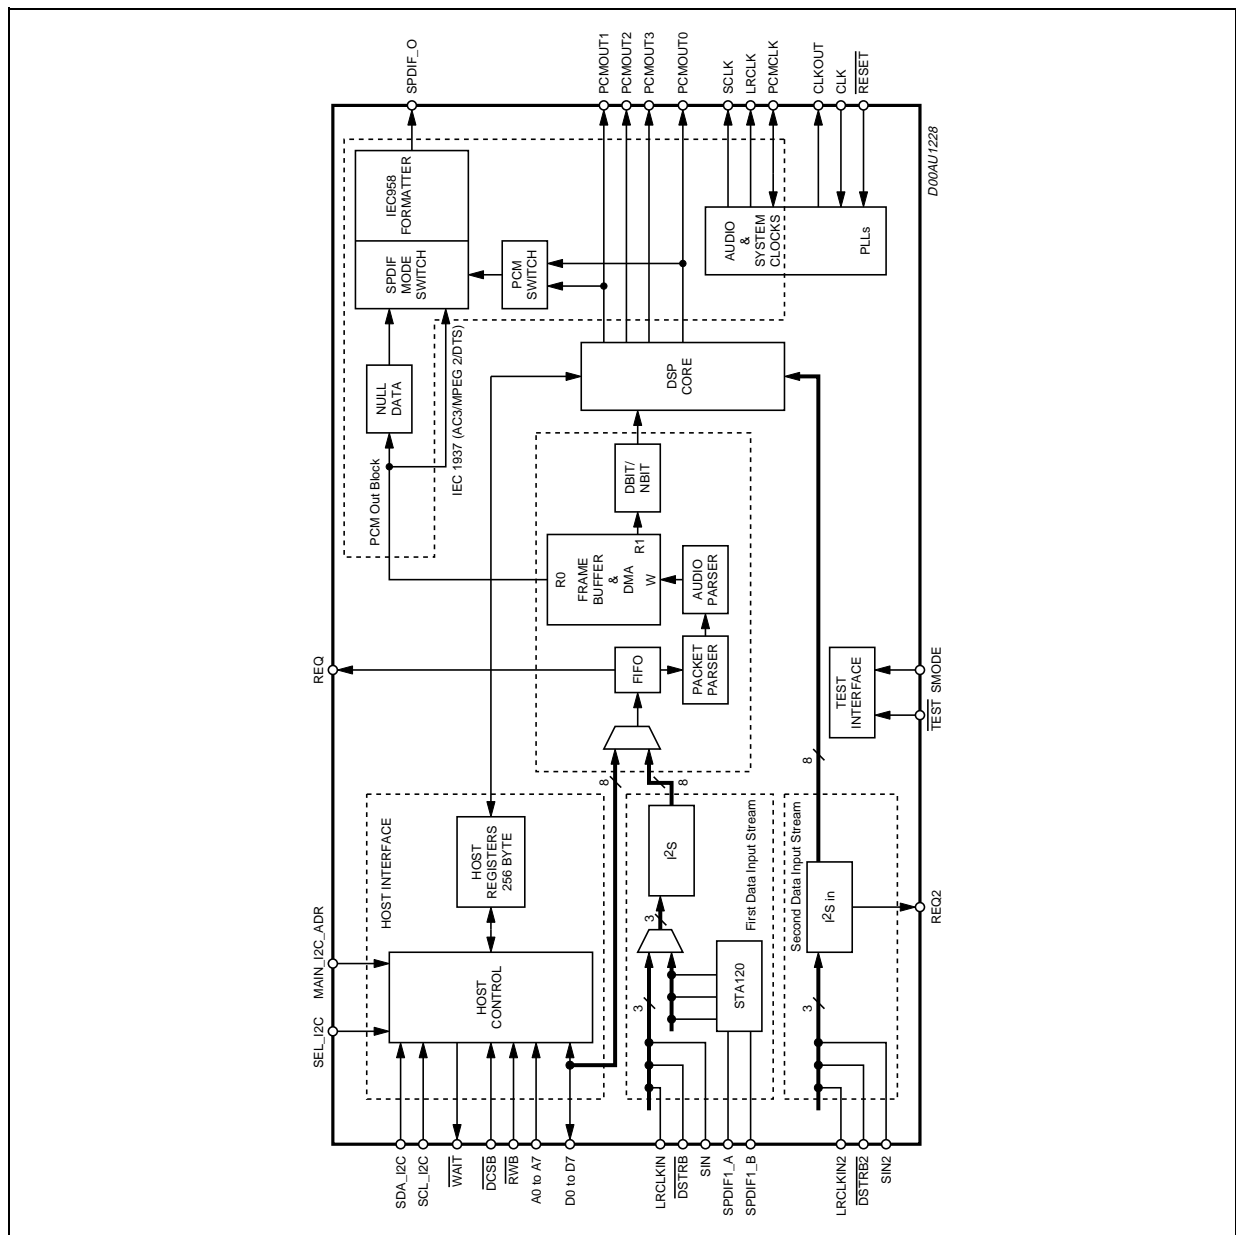 SPDIF_O
PCMOUT1
PCMOUT2
PCMOUT3
PCMOUT0
SCLK
LRCLK
PCMCLK
CLKOUT
CLK
RESET
D00AU1228
IEC958
FORMATTER
SPDIF
MODE
SWITCH
PCM
SWITCH
AUDIO
&
SYSTEM
CLOCKS
PLLs
NULL
DATA
PCM Out Block
IEC 1937 (AC3/MPEG 2/DTS)
DSP
CORE
DBIT/
NBIT
R0
R1
FRAME
BUFFER
&
DMA
W
AUDIO
PARSER
PACKET
PARSER
FIFO
REQ
TEST
INTERFACE
TEST
SMODE
8
8
8
HOST INTERFACE
HOST
REGISTERS
256 BYTE
HOST
CONTROL
MAIN_I2C_ADR
SEL_I2C
I2S
3
3
First Data Input Stream
STA120
Second Data Input Stream
I2S in
3
REQ2
SDA_I2C
SCL_I2C
WAIT
DCSB
RWB
A0 to A7
D0 to D7
LRCLKIN
DSTRB
SIN
SPDIF1_A
SPDIF1_B
LRCLKIN2
DSTRB2
SIN2